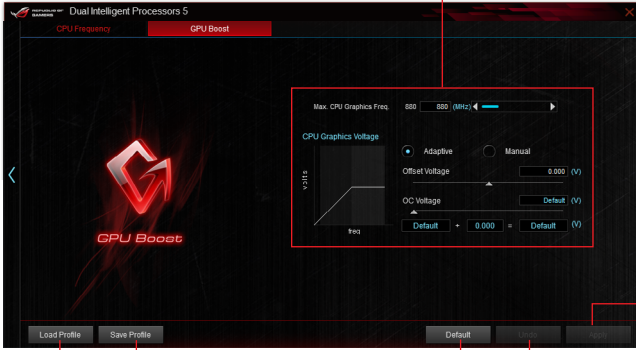 REPUBLIC OF GAMERS Dual Intelligent Processors 5
CPU Frequency GPU Boost
Max. CPU Graphics Freq. 880 880 (MHz)
CPU Graphics Voltage
Adaptive Manual
volts
Offset Voltage 0.000 (V)
OC Voltage Default (V)
freq
Default + 0.000 = Default (V)
GPU Boost
Load Profile Save Profile Default Undo Apply